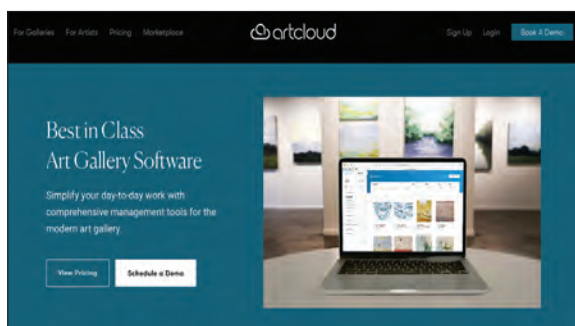 For Galleries
For Artists
Pricing
Marketplace
artcloud
Sign Up
Login
Book A Demo
Best in Class
Art Gallery Software
Simplify your day-to-day work with
comprehensive management tools for the
modern art gallery.
View Pricing
Schedule a Demo